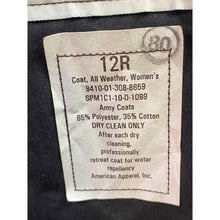 80
12R
Coat, All Weather, Women's
8410-01-308-8659
SPM1C1-10-D-1099
Army Coats
65% Polyester, 35% Cotton
DRY CLEAN ONLY
After each dry
cleaning,
professionally
retreat coat for water
repellency
American Apparel, Inc.